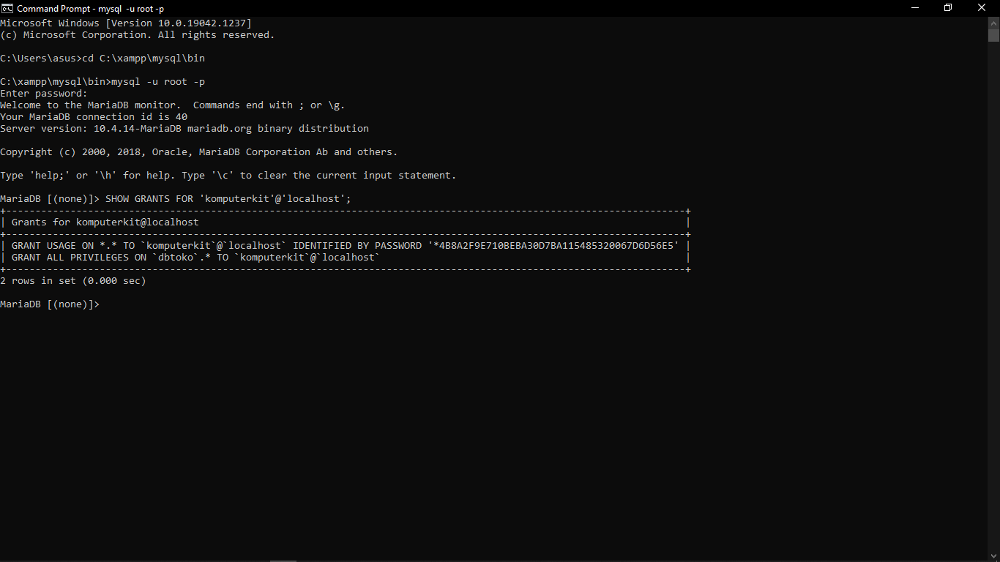 Command Prompt - mysql -u root -p
Microsoft Windows [Version 10.0.19042.1237]
(c) Microsoft Corporation. All rights reserved.
C:\Users\asus>cd C:\xampp\mysql\bin
C:\xampp\mysql\bin>mysql -u root -p
Enter password:
Welcome to the MariaDB monitor.  Commands end with ; or \g.
Your MariaDB connection id is 40
Server version: 10.4.14-MariaDB mariadb.org binary distribution
Copyright (c) 2000, 2018, Oracle, MariaDB Corporation Ab and others.
Type 'help;' or '\h' for help. Type '\c' to clear the current input statement.
MariaDB [(none)]> SHOW GRANTS FOR 'komputerkit'@'localhost';
+--------------------------------------------------------------------------------------------------------------------+
| Grants for komputerkit@localhost                                                                                   |
+--------------------------------------------------------------------------------------------------------------------+
| GRANT USAGE ON *.* TO `komputerkit`@`localhost` IDENTIFIED BY PASSWORD '*4B8A2F9E710BEBA30D7BA115485320067D6D56E5' |
| GRANT ALL PRIVILEGES ON `dbtoko`.* TO `komputerkit`@`localhost`                                                    |
+--------------------------------------------------------------------------------------------------------------------+
2 rows in set (0.000 sec)
MariaDB [(none)]>